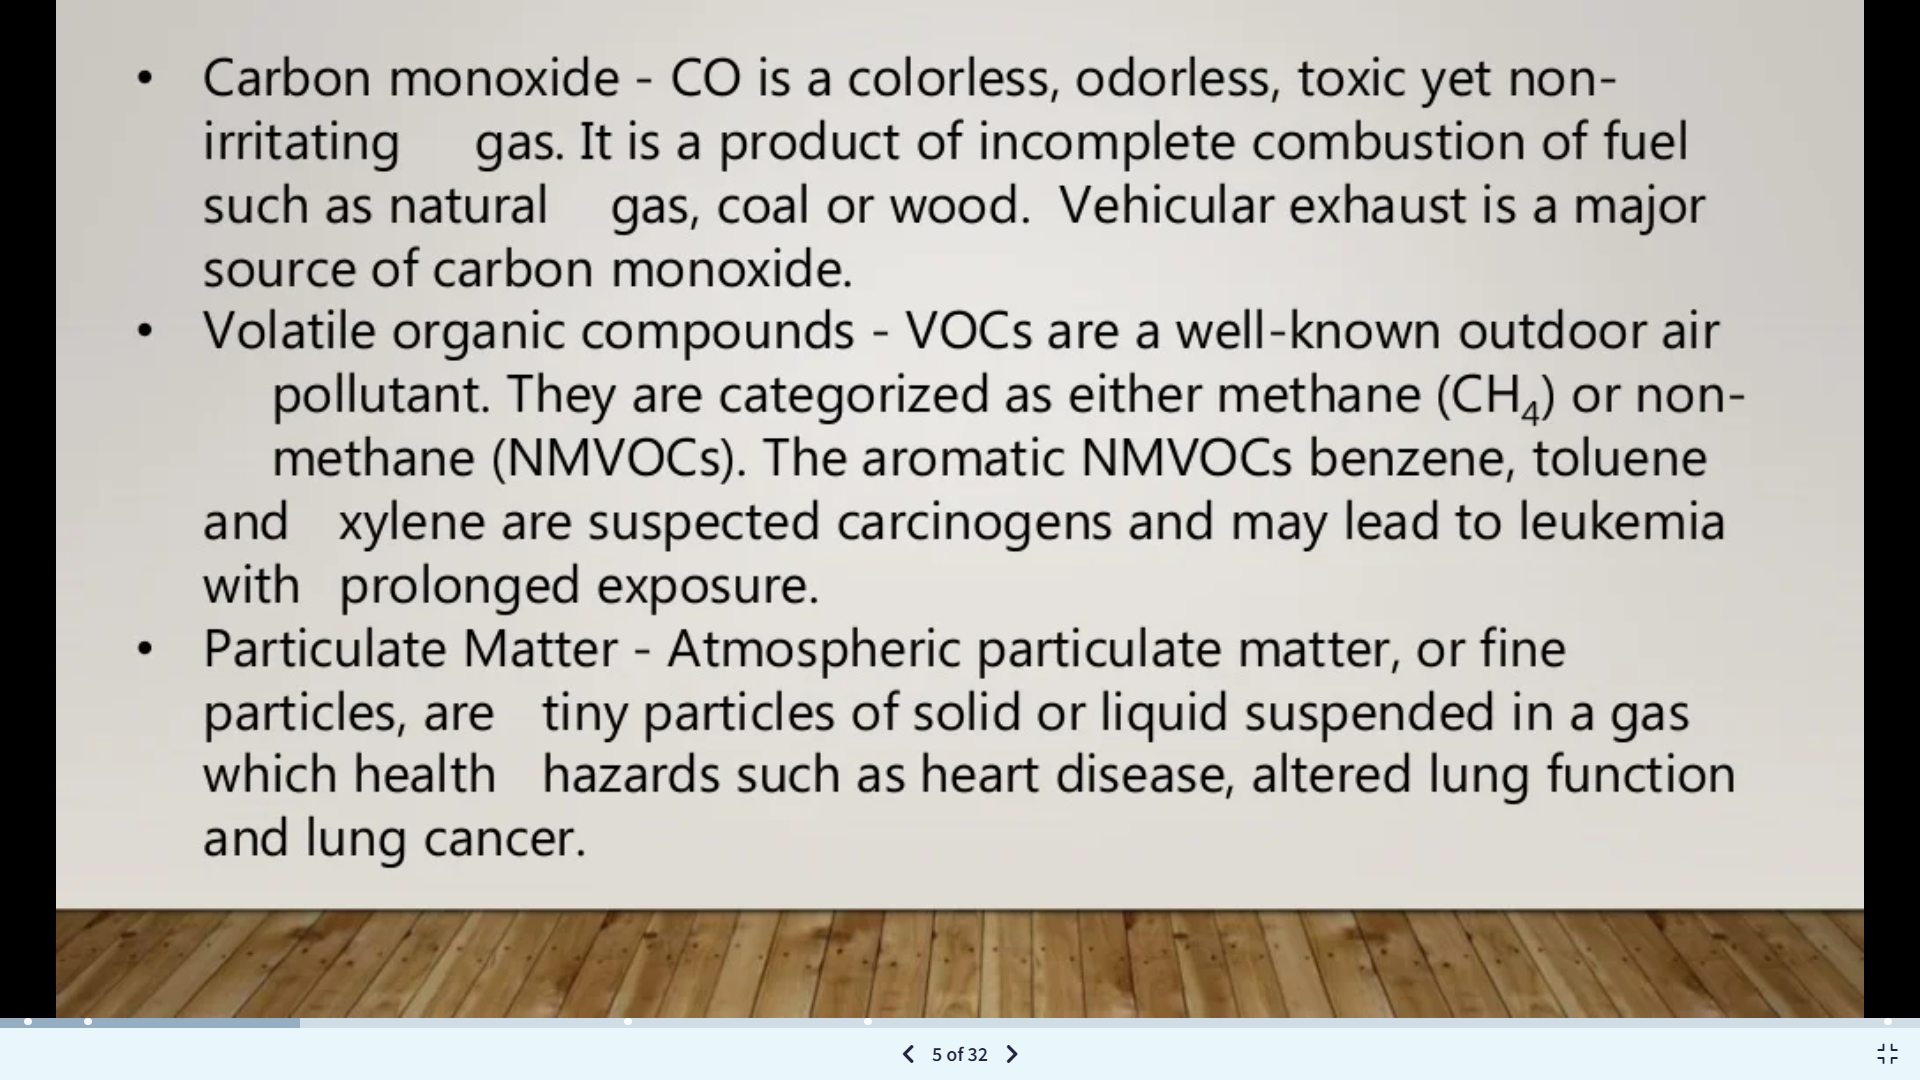 • Carbon monoxide - CO is a colorless, odorless, toxic yet non-
irritating gas. It is a product of incomplete combustion of fuel
such as natural gas, coal or wood. Vehicular exhaust is a major
source of carbon monoxide.
• Volatile organic compounds - VOCs are a well-known outdoor air
pollutant. They are categorized as either methane (CH₄) or non-
methane (NMVOCs). The aromatic NMVOCs benzene, toluene
and xylene are suspected carcinogens and may lead to leukemia
with prolonged exposure.
• Particulate Matter - Atmospheric particulate matter, or fine
particles, are tiny particles of solid or liquid suspended in a gas
which health hazards such as heart disease, altered lung function
and lung cancer.
5 of 32